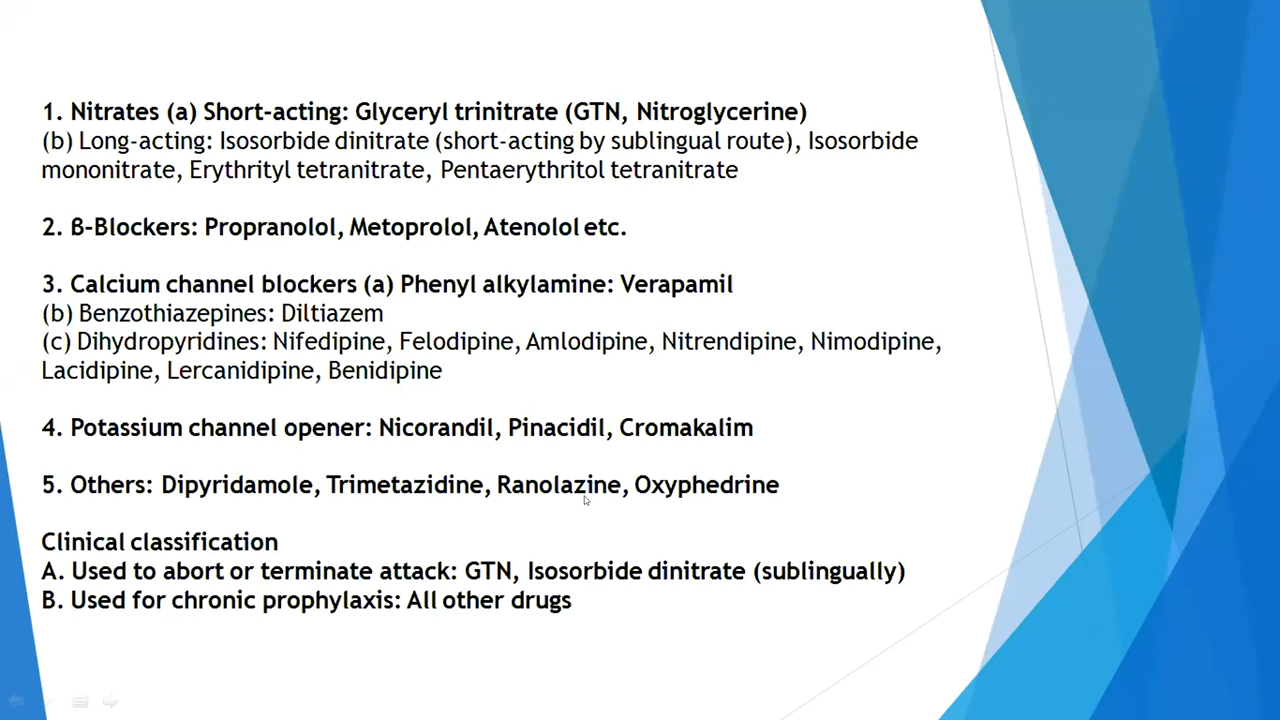 1. Nitrates (a) Short-acting: Glyceryl trinitrate (GTN, Nitroglycerine)
(b) Long-acting: Isosorbide dinitrate (short-acting by sublingual route), Isosorbide
mononitrate, Erythrityl tetranitrate, Pentaerythritol tetranitrate
2. ß-Blockers: Propranolol, Metoprolol, Atenolol etc.
3. Calcium channel blockers (a) Phenyl alkylamine: Verapamil
(b) Benzothiazepines: Diltiazem
(c) Dihydropyridines: Nifedipine, Felodipine, Amlodipine, Nitrendipine, Nimodipine,
Lacidipine, Lercanidipine, Benidipine
4. Potassium channel opener: Nicorandil, Pinacidil, Cromakalim
5. Others: Dipyridamole, Trimetazidine, Ranolazine, Oxyphedrine
Clinical classification
A. Used to abort or terminate attack: GTN, Isosorbide dinitrate (sublingually)
B. Used for chronic prophylaxis: All other drugs